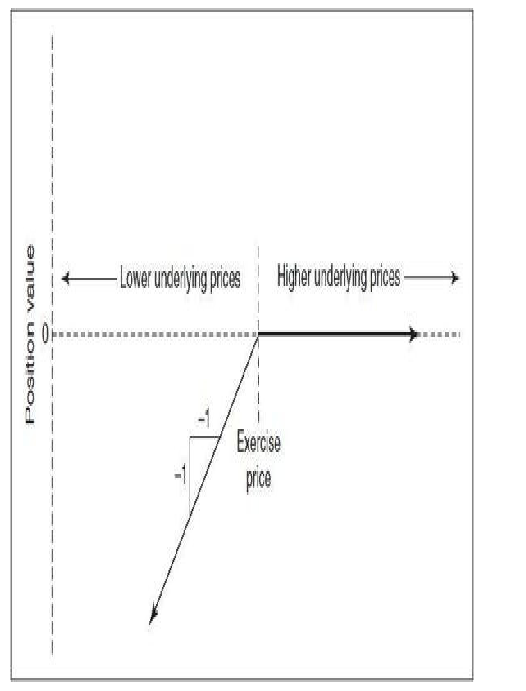 Lower underlying prices
Higher underlying prices
Position value
0
–1
–1
Exercise
price